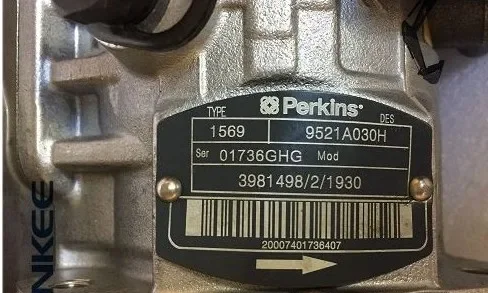 Perkins
TYPE DES
1569 9521A030H
Ser 01736GHG Mod
3981498/2/1930
20007401736407
NKEE